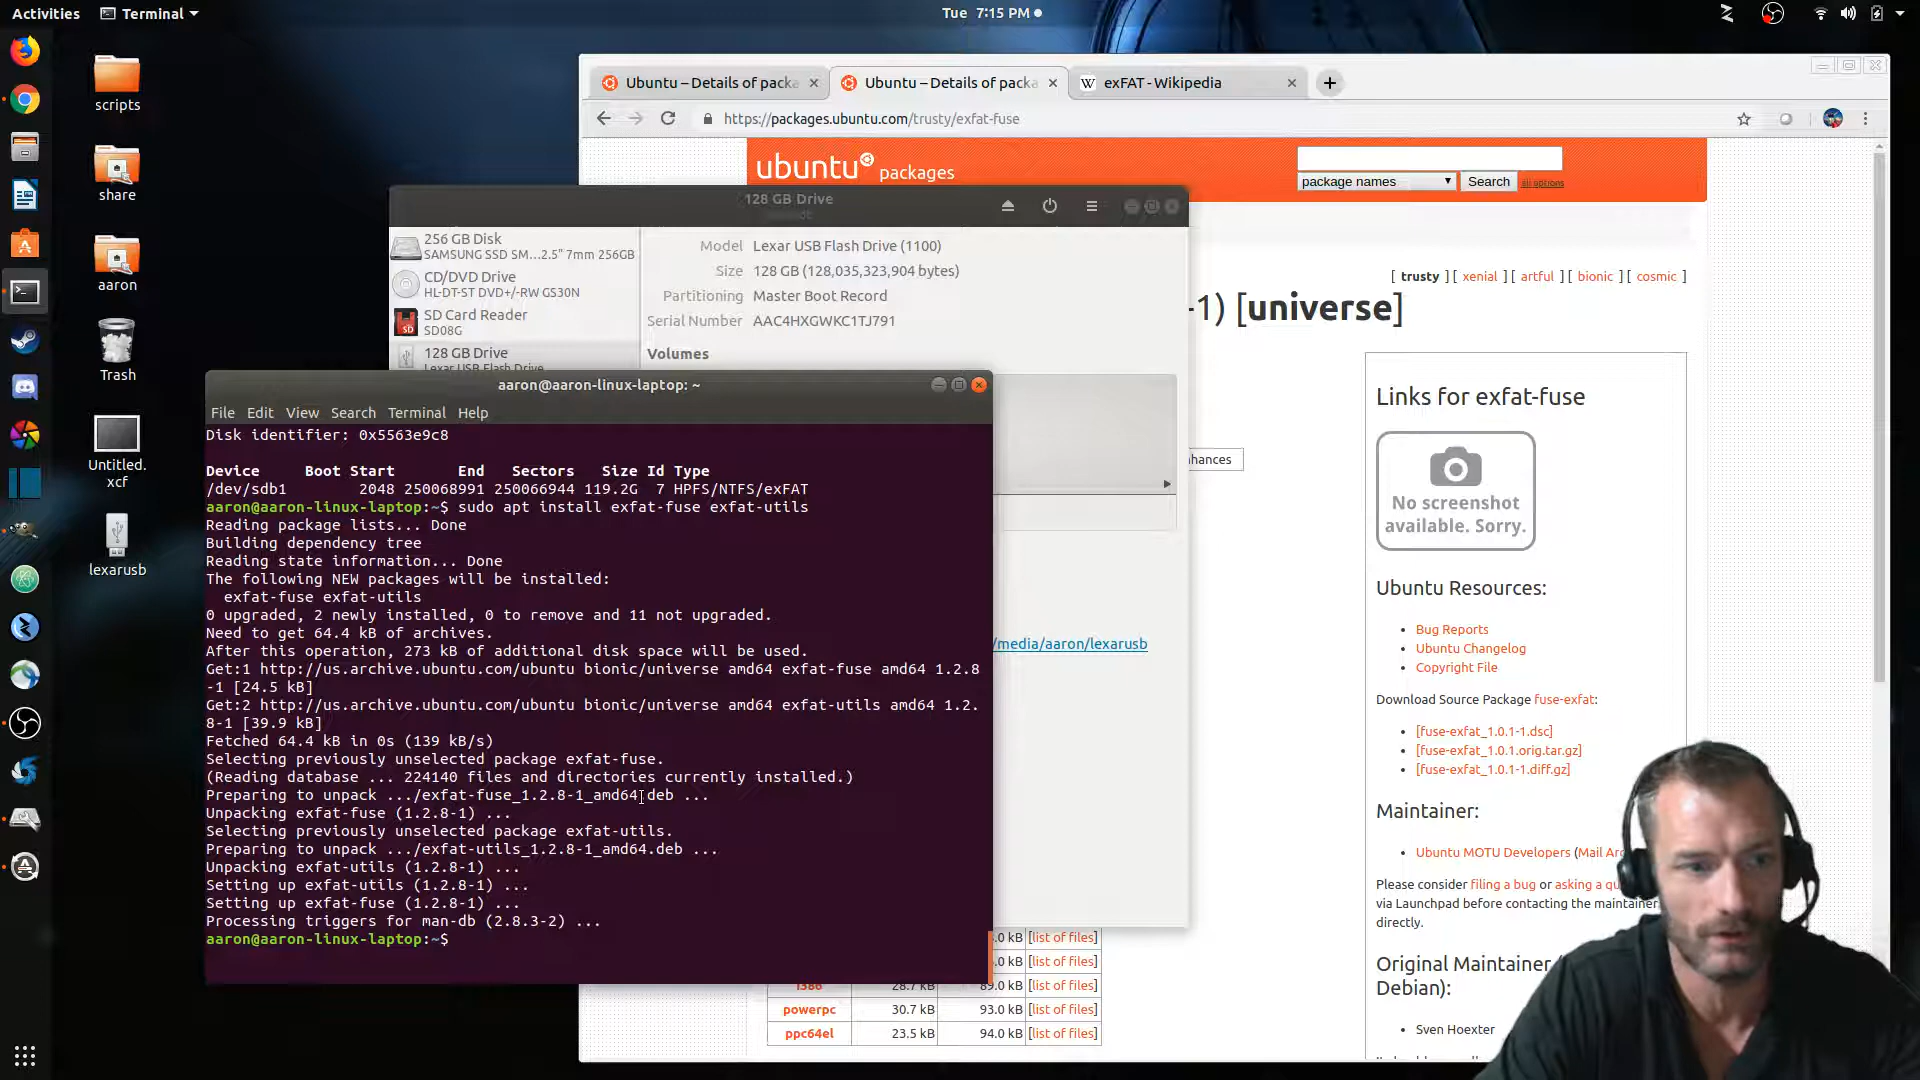 Activities
Terminal
Tue 7:15 PM
scripts
share
aaron
Trash
Untitled.
xcf
lexarusb
Ubuntu – Details of packa
Ubuntu – Details of packa
exFAT - Wikipedia
https://packages.ubuntu.com/trusty/exfat-fuse
ubuntu packages
package names
Search
all options
[ trusty ] [ xenial ] [ artful ] [ bionic ] [ cosmic ]
-1) [universe]
hances
Links for exfat-fuse
No screenshot
available. Sorry.
Ubuntu Resources:
Bug Reports
Ubuntu Changelog
Copyright File
Download Source Package fuse-exfat:
[fuse-exfat_1.0.1-1.dsc]
[fuse-exfat_1.0.1.orig.tar.gz]
[fuse-exfat_1.0.1-1.diff.gz]
Maintainer:
Ubuntu MOTU Developers (Mail Arc
Please consider filing a bug or asking a qu
via Launchpad before contacting the maintainer
directly.
Original Maintainer
Debian):
Sven Hoexter
.0 kB [list of files]
.0 kB [list of files]
i386 28.7 kB 89.0 kB [list of files]
powerpc 30.7 kB 93.0 kB [list of files]
ppc64el 23.5 kB 94.0 kB [list of files]
128 GB Drive
256 GB Disk
SAMSUNG SSD SM...2.5" 7mm 256GB
CD/DVD Drive
HL-DT-ST DVD+/-RW GS30N
SD Card Reader
SD08G
128 GB Drive
Lexar USB Flash Drive
Model Lexar USB Flash Drive (1100)
Size 128 GB (128,035,323,904 bytes)
Partitioning Master Boot Record
Serial Number AAC4HXGWKC1TJ791
Volumes
/media/aaron/lexarusb
aaron@aaron-linux-laptop: ~
File Edit View Search Terminal Help
Disk identifier: 0x5563e9c8
Device Boot Start End Sectors Size Id Type
/dev/sdb1 2048 250068991 250066944 119.2G 7 HPFS/NTFS/exFAT
aaron@aaron-linux-laptop:~$ sudo apt install exfat-fuse exfat-utils
Reading package lists... Done
Building dependency tree
Reading state information... Done
The following NEW packages will be installed:
exfat-fuse exfat-utils
0 upgraded, 2 newly installed, 0 to remove and 11 not upgraded.
Need to get 64.4 kB of archives.
After this operation, 273 kB of additional disk space will be used.
Get:1 http://us.archive.ubuntu.com/ubuntu bionic/universe amd64 exfat-fuse amd64 1.2.8
-1 [24.5 kB]
Get:2 http://us.archive.ubuntu.com/ubuntu bionic/universe amd64 exfat-utils amd64 1.2.
8-1 [39.9 kB]
Fetched 64.4 kB in 0s (139 kB/s)
Selecting previously unselected package exfat-fuse.
(Reading database ... 224140 files and directories currently installed.)
Preparing to unpack .../exfat-fuse_1.2.8-1_amd64.deb ...
Unpacking exfat-fuse (1.2.8-1) ...
Selecting previously unselected package exfat-utils.
Preparing to unpack .../exfat-utils_1.2.8-1_amd64.deb ...
Unpacking exfat-utils (1.2.8-1) ...
Setting up exfat-utils (1.2.8-1) ...
Setting up exfat-fuse (1.2.8-1) ...
Processing triggers for man-db (2.8.3-2) ...
aaron@aaron-linux-laptop:~$